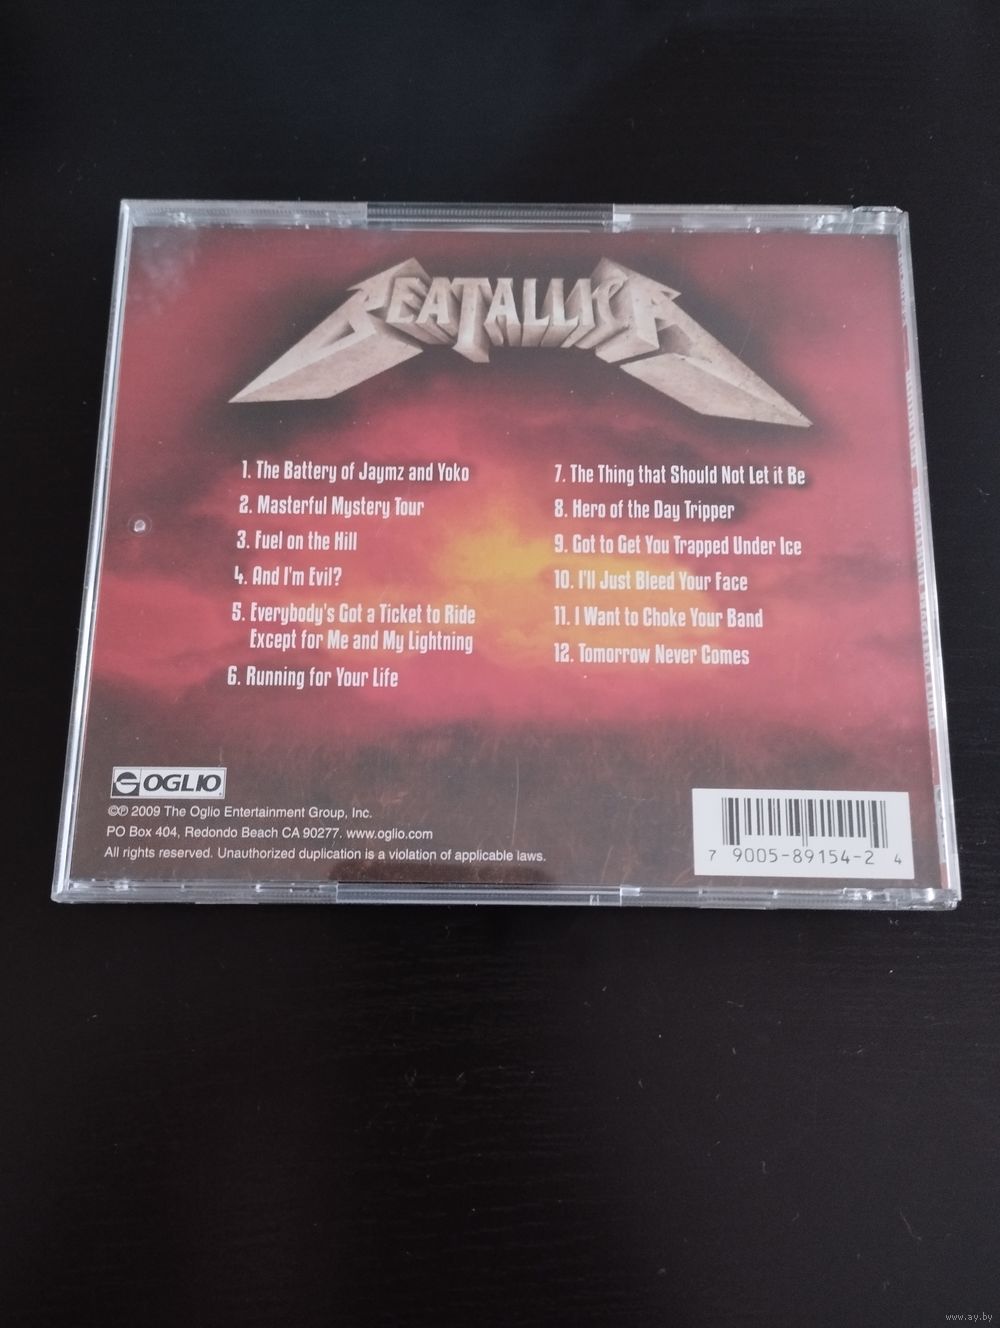 BEATALLICA
1. The Battery of Jaymz and Yoko
2. Masterful Mystery Tour
3. Fuel on the Hill
4. And I'm Evil?
5. Everybody's Got a Ticket to Ride
Except for Me and My Lightning
6. Running for Your Life
7. The Thing that Should Not Let it Be
8. Hero of the Day Tripper
9. Got to Get You Trapped Under Ice
10. I'll Just Bleed Your Face
11. I Want to Choke Your Band
12. Tomorrow Never Comes
OGLIO
©℗ 2009 The Oglio Entertainment Group, Inc.
PO Box 404, Redondo Beach CA 90277. www.oglio.com
All rights reserved. Unauthorized duplication is a violation of applicable laws.
7 9005-89154-2 4
www.ay.by